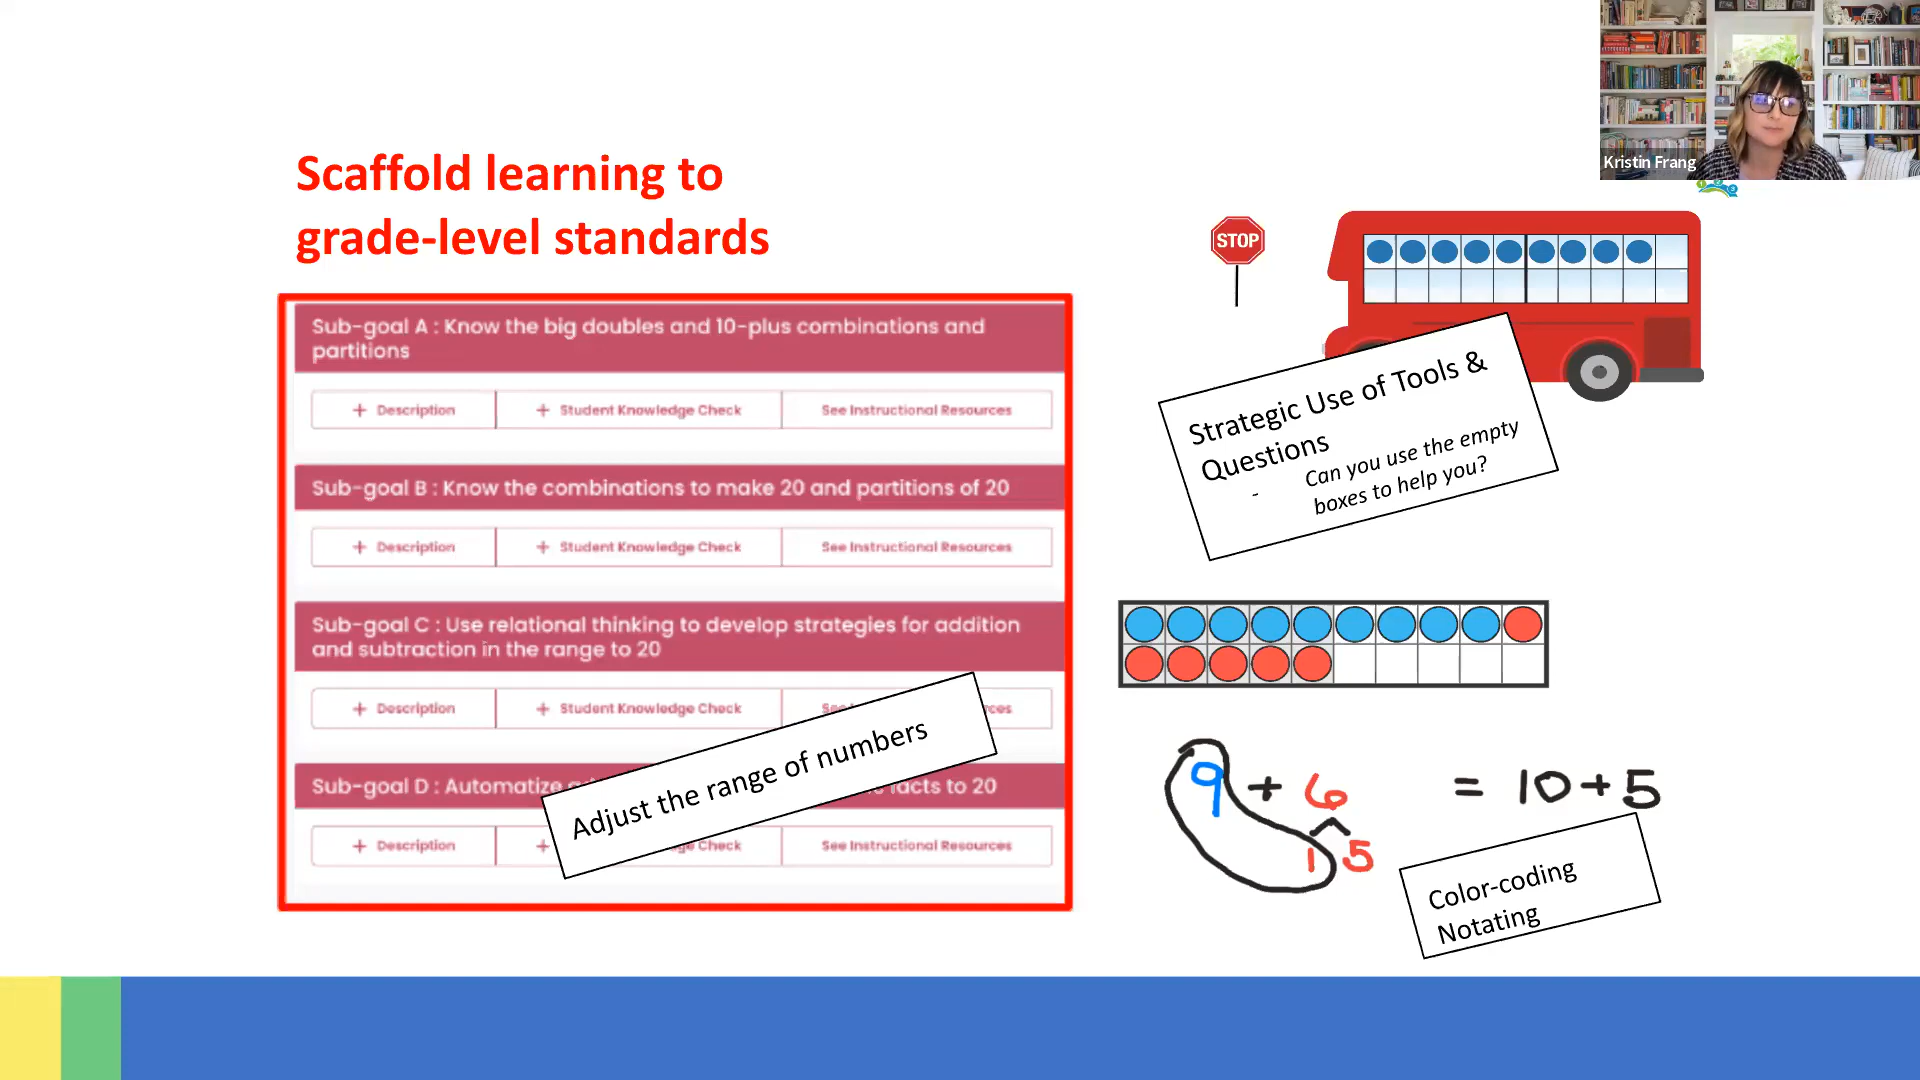 Kristin Frang
Scaffold learning to
grade-level standards
STOP
Sub-goal A : Know the big doubles and 10-plus combinations and
partitions
+ Description
+ Student Knowledge Check
See Instructional Resources
Sub-goal B : Know the combinations to make 20 and partitions of 20
+ Description
+ Student Knowledge Check
See Instructional Resources
Sub-goal C : Use relational thinking to develop strategies for addition
and subtraction in the range to 20
+ Description
+ Student Knowledge Check
Sub-goal D : Automatize
facts to 20
+ Description
+
Check
See Instructional Resources
Adjust the range of numbers
Strategic Use of Tools &
Questions
- Can you use the empty
boxes to help you?
9 + 6 = 10 + 5
1 5
Color-coding
Notating